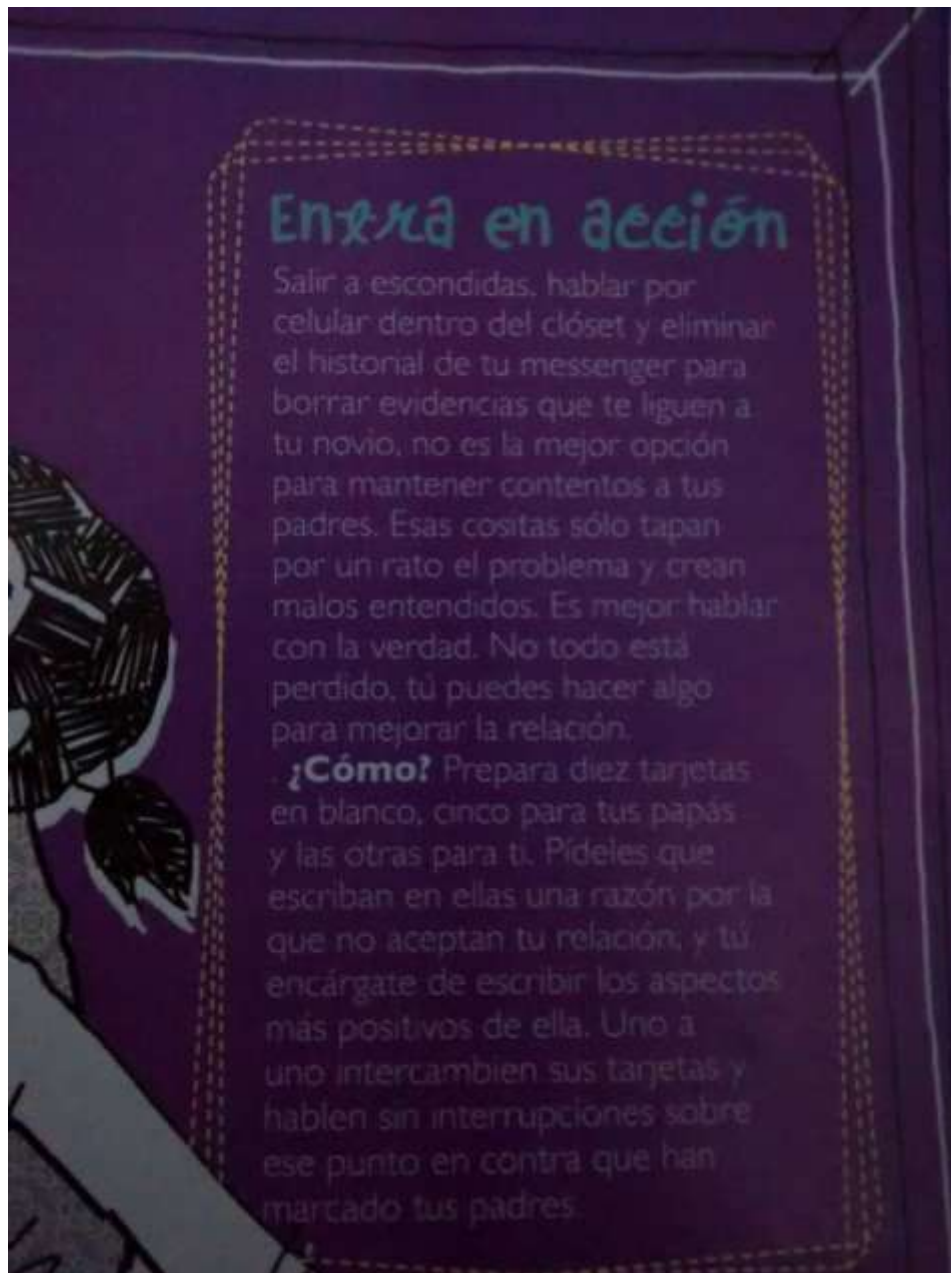 Entra en acción
Salir a escondidas, hablar por
celular dentro del clóset y eliminar
el historial de tu messenger para
borrar evidencias que te liguen a
tu novio, no es la mejor opción
para mantener contentos a tus
padres. Esas cositas sólo tapan
por un rato el problema y crean
malos entendidos. Es mejor hablar
con la verdad. No todo está
perdido, tú puedes hacer algo
para mejorar la relación.
¿Cómo? Prepara diez tarjetas
en blanco, cinco para tus papás
y las otras para ti. Pídeles que
escriban en ellas una razón por la
que no aceptan tu relación, y tú
encárgate de escribir los aspectos
más positivos de ella. Uno a
uno intercambien sus tarjetas y
hablen sin interrupciones sobre
ese punto en contra que han
marcado tus padres.